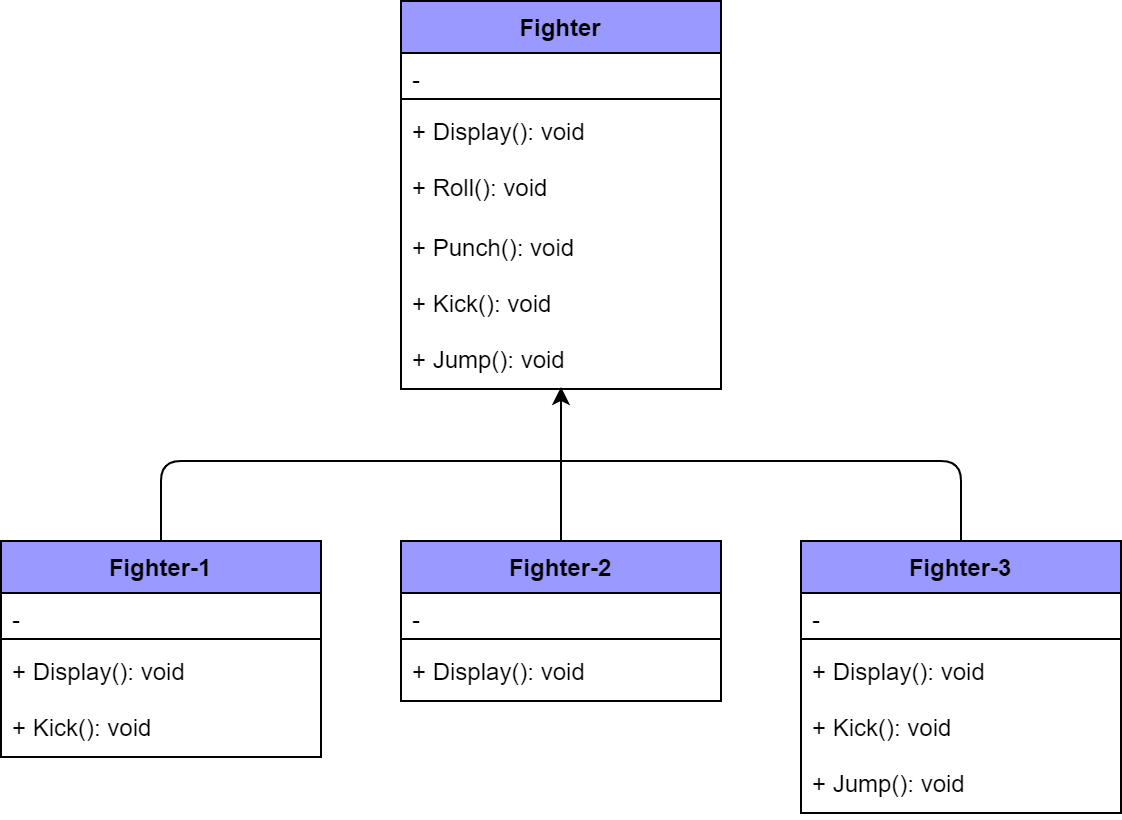 Fighter
-
+ Display(): void
+ Roll(): void
+ Punch(): void
+ Kick(): void
+ Jump(): void
Fighter-1
-
+ Display(): void
+ Kick(): void
Fighter-2
-
+ Display(): void
Fighter-3
-
+ Display(): void
+ Kick(): void
+ Jump(): void